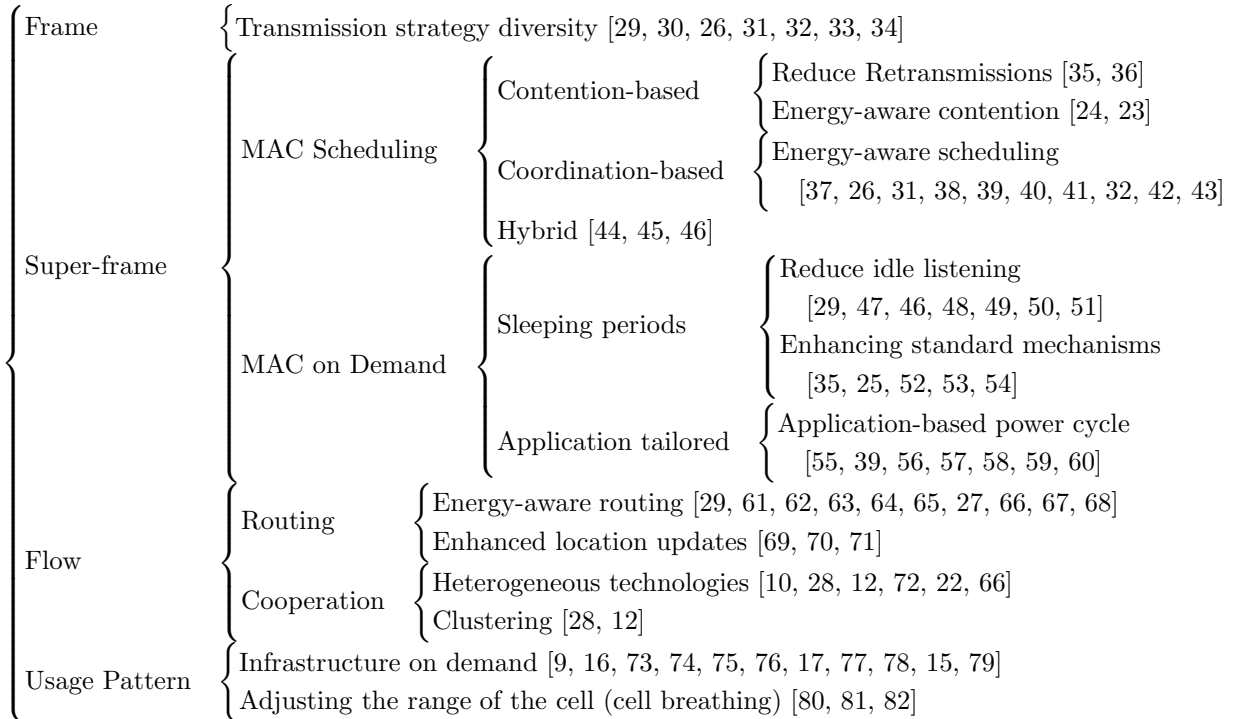 Frame
Transmission strategy diversity [29, 30, 26, 31, 32, 33, 34]
Super-frame
MAC Scheduling
Contention-based
Reduce Retransmissions [35, 36]
Energy-aware contention [24, 23]
Coordination-based
Energy-aware scheduling
[37, 26, 31, 38, 39, 40, 41, 32, 42, 43]
Hybrid [44, 45, 46]
MAC on Demand
Sleeping periods
Reduce idle listening
[29, 47, 46, 48, 49, 50, 51]
Enhancing standard mechanisms
[35, 25, 52, 53, 54]
Application tailored
Application-based power cycle
[55, 39, 56, 57, 58, 59, 60]
Flow
Routing
Energy-aware routing [29, 61, 62, 63, 64, 65, 27, 66, 67, 68]
Enhanced location updates [69, 70, 71]
Cooperation
Heterogeneous technologies [10, 28, 12, 72, 22, 66]
Clustering [28, 12]
Usage Pattern
Infrastructure on demand [9, 16, 73, 74, 75, 76, 17, 77, 78, 15, 79]
Adjusting the range of the cell (cell breathing) [80, 81, 82]